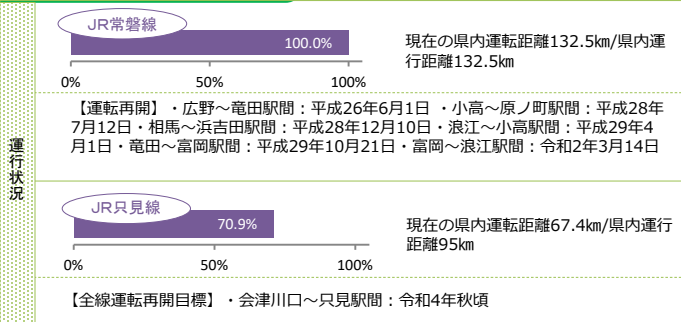 運行状況
JR常磐線
100.0%
0%　50%　100%
現在の県内運転距離132.5㎞/県内運
行距離132.5㎞
【運転再開】・広野～竜田駅間：平成26年6月1日 ・小高～原ノ町駅間：平成28年
7月12日・相馬～浜吉田駅間：平成28年12月10日・浪江～小高駅間：平成29年4
月1日・竜田～富岡駅間：平成29年10月21日・富岡～浪江駅間：令和2年3月14日
JR只見線
70.9%
0%　50%　100%
現在の県内運転距離67.4㎞/県内運行
距離95㎞
【全線運転再開目標】・会津川口～只見駅間：令和4年秋頃